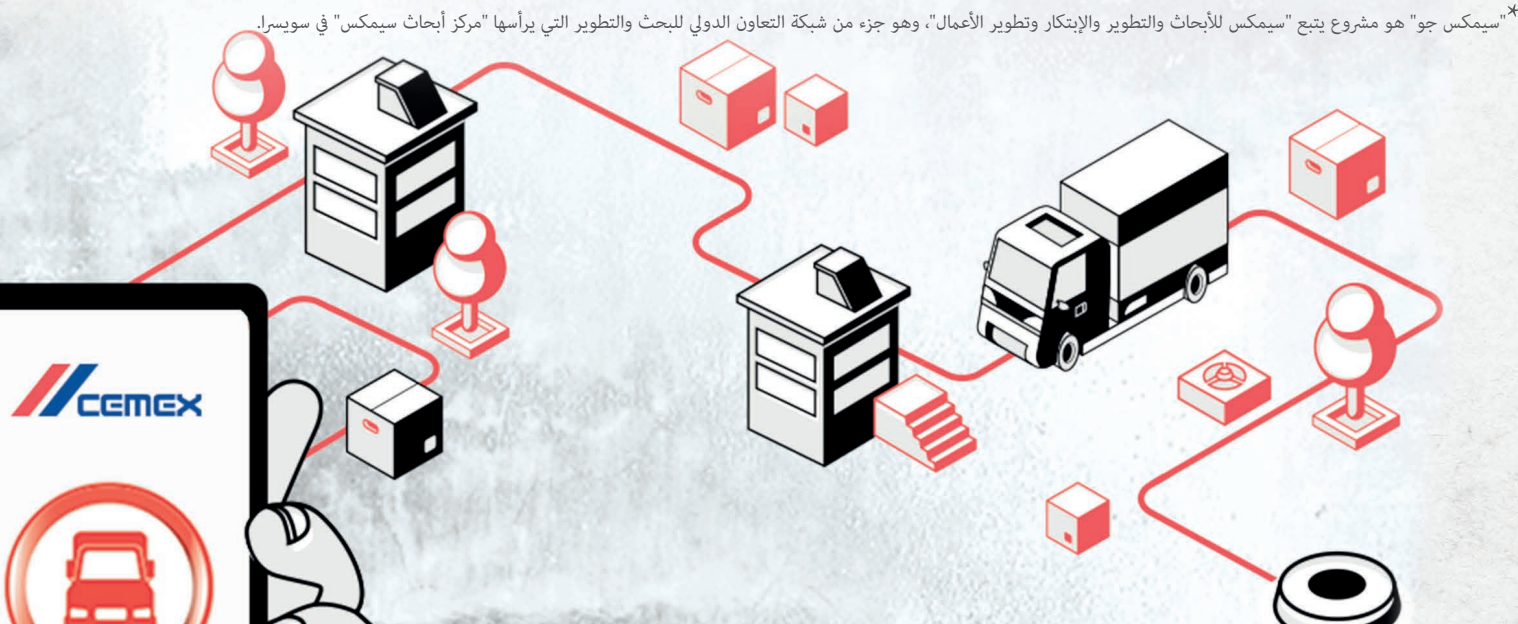 *"سيمكس جو" هو مشروع يتبع "سيمكس للأبحاث والتطوير والإبتكار وتطوير الأعمال"، وهو جزء من شبكة التعاون الدولي للبحث والتطوير التي يرأسها "مركز أبحاث سيمكس" في سويسرا.
CEMEX